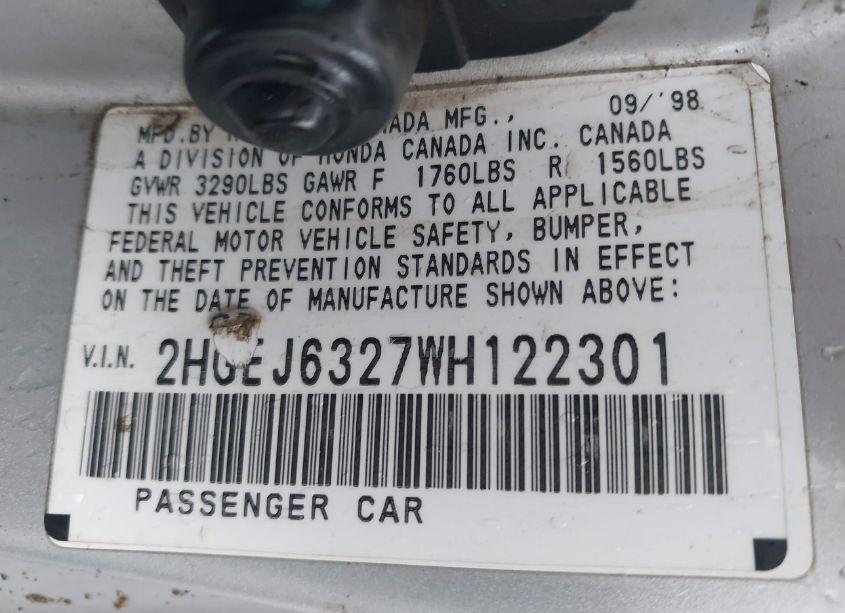 MFD.BY ADA MFG., 09/'98
A DIVISION OF HONDA CANADA INC. CANADA
GVWR 3290LBS GAWR F 1760LBS R 1560LBS
THIS VEHICLE CONFORMS TO ALL APPLICABLE
FEDERAL MOTOR VEHICLE SAFETY, BUMPER,
AND THEFT PREVENTION STANDARDS IN EFFECT
ON THE DATE OF MANUFACTURE SHOWN ABOVE:
V.I.N. 2HGEJ6327WH122301
PASSENGER CAR